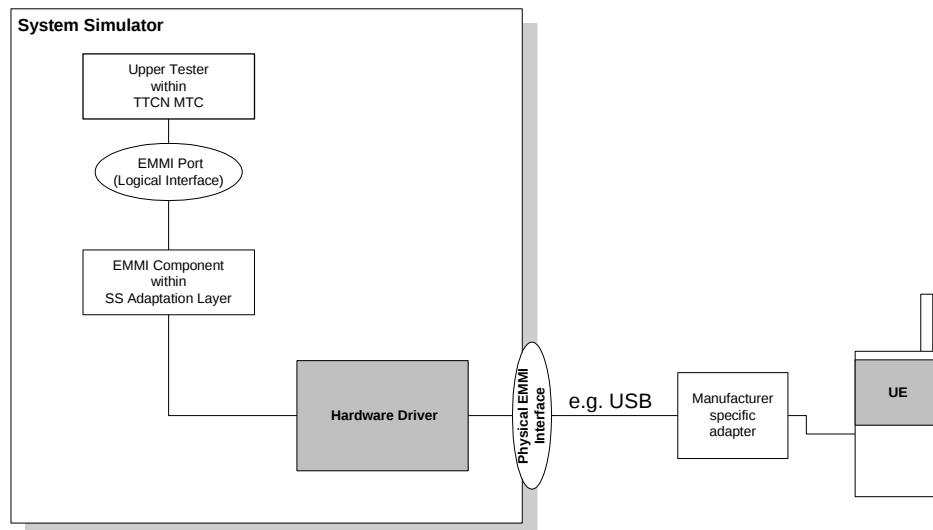 System Simulator
Upper Tester
within
TTCN MTC
EMMI Port
(Logical Interface)
EMMI Component
within
SS Adaptation Layer
Hardware Driver
Physical EMMI
Interface
e.g. USB
Manufacturer
specific
adapter
UE